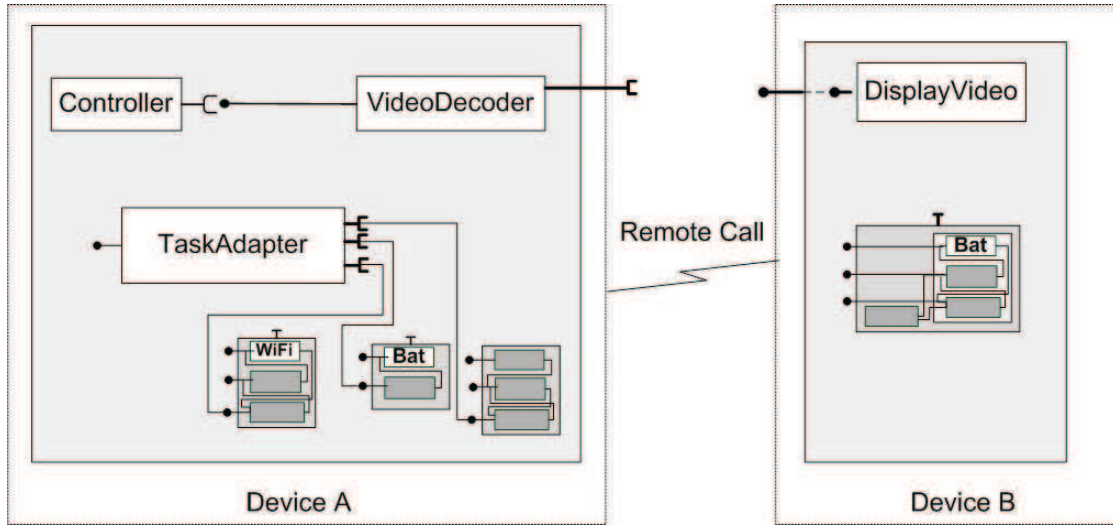 Controller
VideoDecoder
DisplayVideo
TaskAdapter
Remote Call
Bat
WiFi
Bat
Device A
Device B